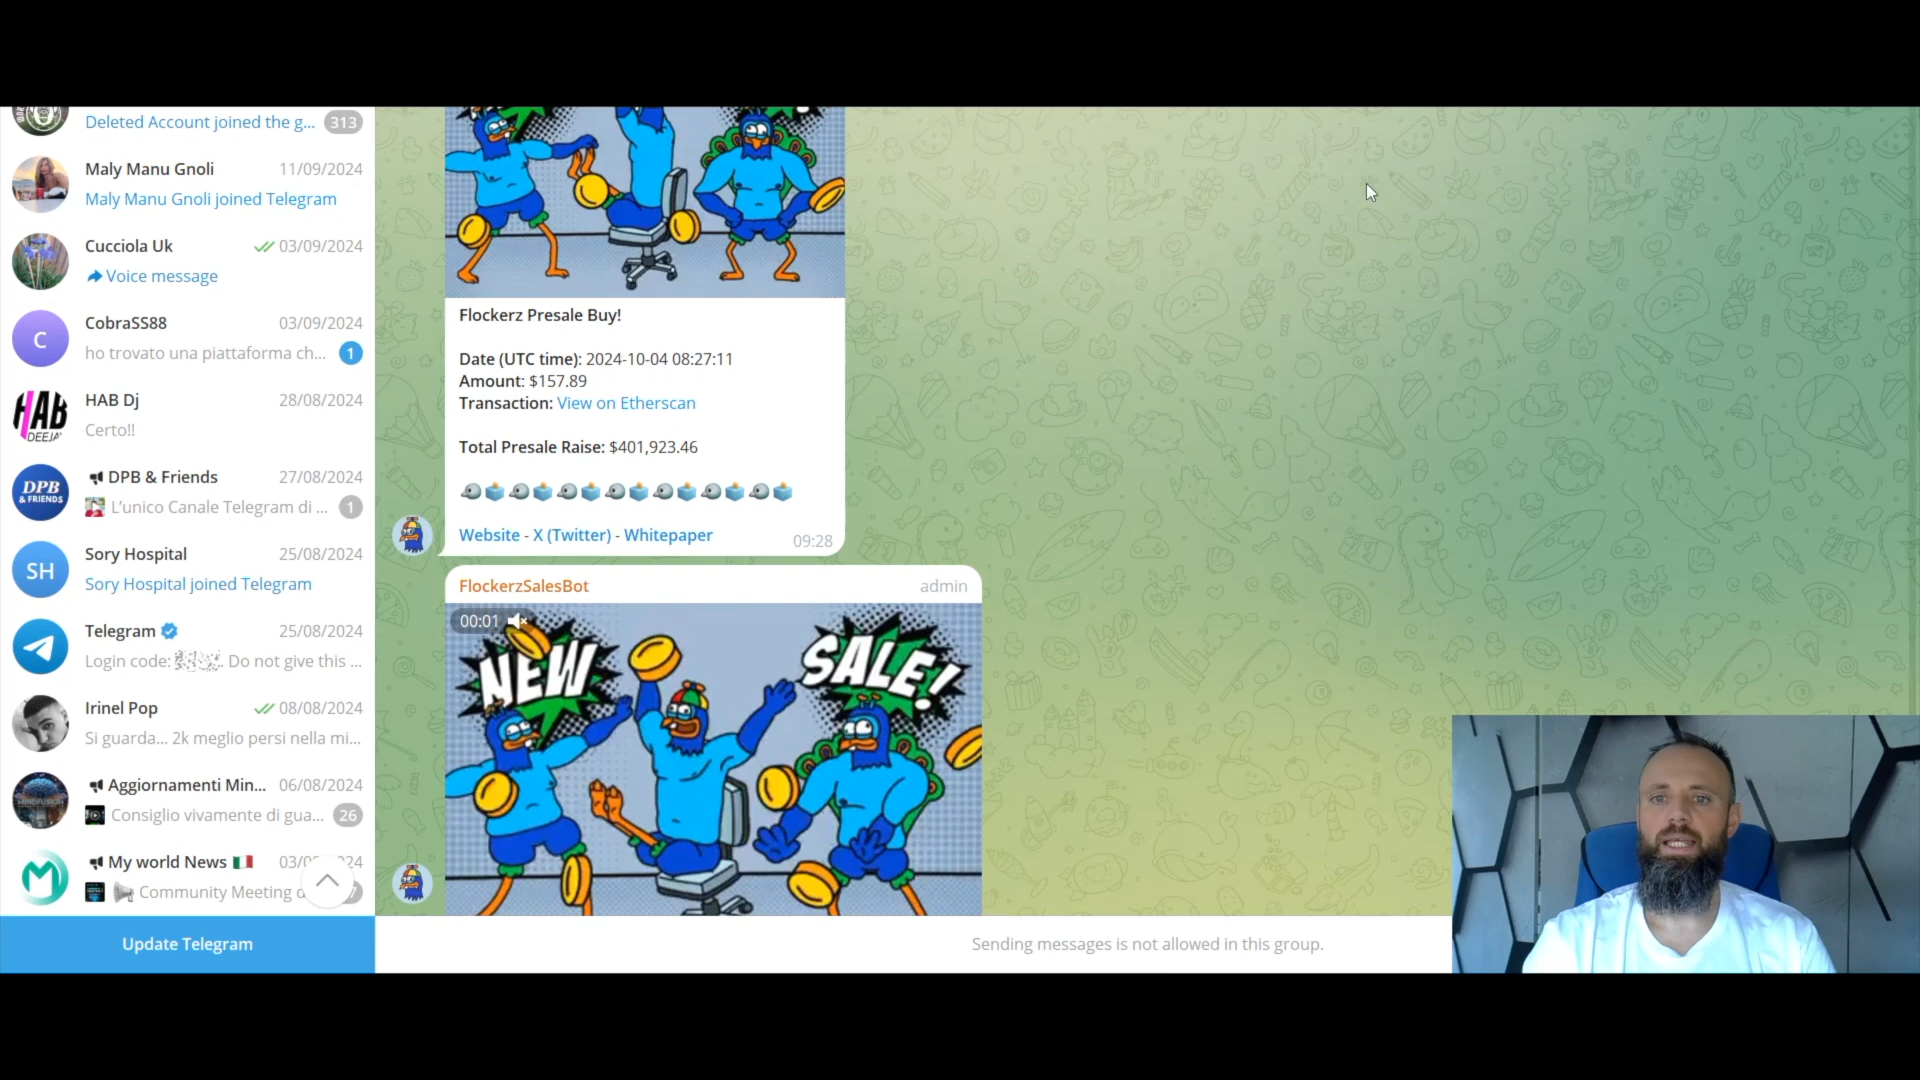 Deleted Account joined the g... 313
Maly Manu Gnoli 11/09/2024
Maly Manu Gnoli joined Telegram
Cucciola Uk 03/09/2024
Voice message
C
CobraSS88 03/09/2024
ho trovato una piattaforma ch... 1
HAB
DEEJAY
HAB Dj 28/08/2024
Certo!!
DPB
& FRIENDS
DPB & Friends 27/08/2024
L'unico Canale Telegram di ... 1
SH
Sory Hospital 25/08/2024
Sory Hospital joined Telegram
Telegram 25/08/2024
Login code: Do not give this ...
Irinel Pop 08/08/2024
Si guarda... 2k meglio persi nella mi...
Aggiornamenti Min... 06/08/2024
Consiglio vivamente di gua... 26
My world News
Community Meeting
Update Telegram
Flockerz Presale Buy!
Date (UTC time): 2024-10-04 08:27:11
Amount: $157.89
Transaction: View on Etherscan
Total Presale Raise: $401,923.46
Website - X (Twitter) - Whitepaper
09:28
FlockerzSalesBot admin
00:01
NEW SALE!
Sending messages is not allowed in this group.